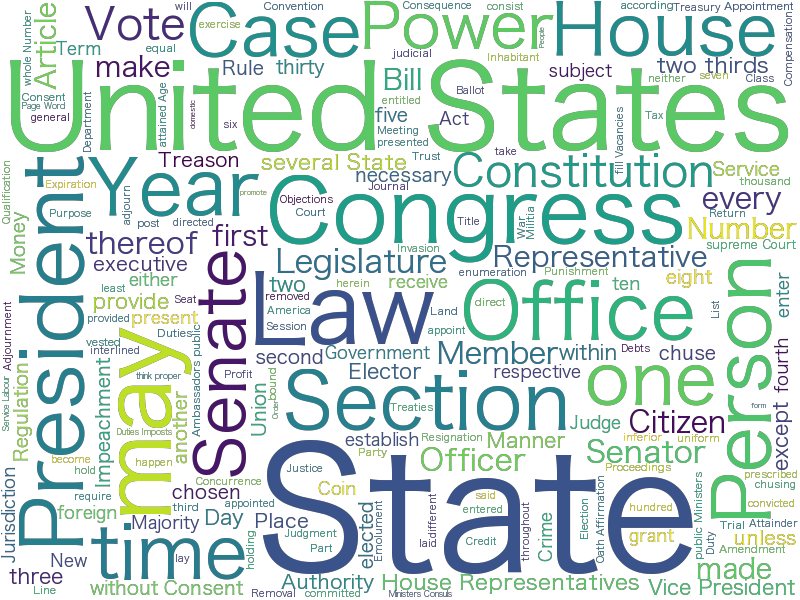 whole Number
Article
Term
Vote
equal
will
exercise
Case
Convention
judicial
Power
Consequence
consist
People
Inhabitant
House
according
Treasury
Appointment
Compensation
make
Rule
thirty
Bill
subject
two thirds
neither
seven
Class
Consent
Page Word
general
Department
attained Age
domestic
six
entitled
five
Meeting
presented
Ballot
Act
Tax
United States
Treason
several State
necessary
Trust
Journal
take
fill Vacancies
Service
thousand
Qualification
Expiration
Purpose
President
Year
adjourn
post
directed
promote
Objections
Court
Congress
Constitution
Title
War
Militia
every
Return
Number
supreme Court
Money
thereof
first
executive
either
Legislature
Invasion
Representative
enumeration
Punishment
eight
List
enter
Adjournment
least
provide
provided
Seat
removed
America
Session
two
herein
receive
Land
direct
appoint
ten
Office
Person
vested
present
Duties
interlined
may
Senate
Law
second
Government
Member
within
Debts
chuse
Service Labour
Regulation
Impeachment
think proper
Ambassadors public
Profit
Union
bound
Order
Elector
respective
one
form
except
fourth
another
Duties Imposts
Section
Treaties
Judge
Citizen
establish
Resignation
Manner
inferior
uniform
become
hold
happen
Concurrence
Party
Officer
Senator
Proceedings
prescribed
chusing
Jurisdiction
require
third
chosen
appointed
Justice
Coin
State
said
entered
hundred
public Ministers
convicted
foreign
Majority
Day
Place
elected
Emolument
laid
different
throughout
Crime
Election
Oath Affirmation
grant
Duty
Trial
Attainder
unless
Amendment
New
time
lay
holding
Judgment
Part
Credit
three
Line
without Consent
Removal
committed
Authority
Ministers Consuls
House Representatives
Vice President
made